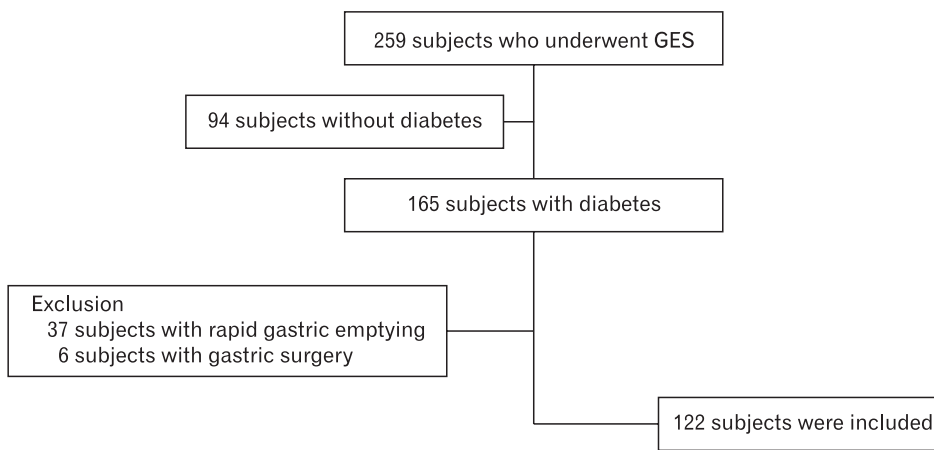 259 subjects who underwent GES
94 subjects without diabetes
165 subjects with diabetes
Exclusion
37 subjects with rapid gastric emptying
6 subjects with gastric surgery
122 subjects were included